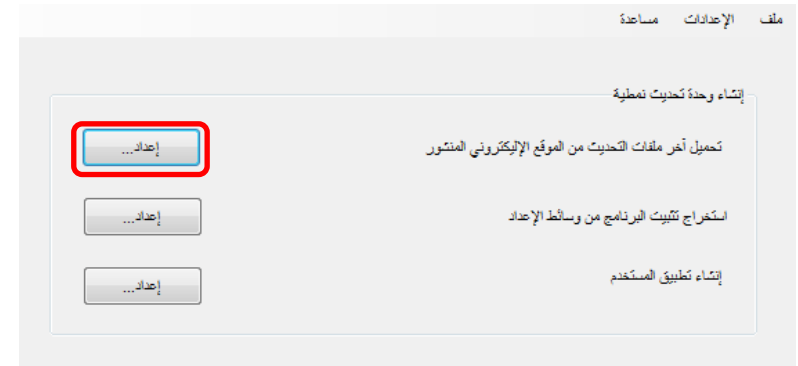 ملف الإعدادات مساعدة
إنشاء وحدة تحديث نمطية
تحميل آخر ملفات التحديث من الموقع الإليكتروني المنشور
إعداد...
استخراج تثبيت البرنامج من وسائط الإعداد
إعداد...
إنشاء تطبيق المستخدم
إعداد...